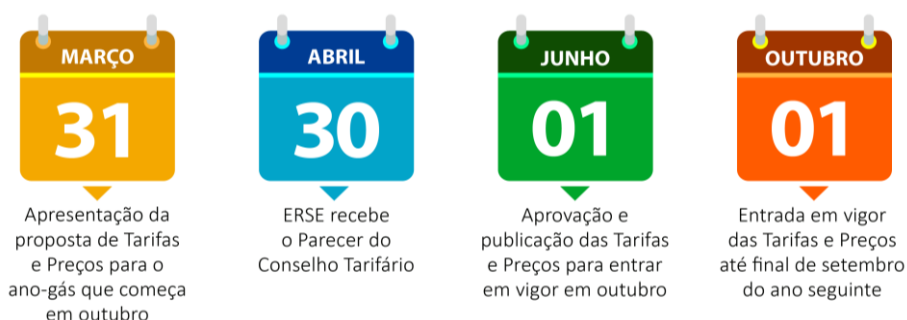 MARÇO
31
Apresentação da
proposta de Tarifas
e Preços para o
ano-gás que começa
em outubro
ABRIL
30
ERSE recebe
o Parecer do
Conselho Tarifário
JUNHO
01
Aprovação e
publicação das Tarifas
e Preços para entrar
em vigor em outubro
OUTUBRO
01
Entrada em vigor
das Tarifas e Preços
até final de setembro
do ano seguinte